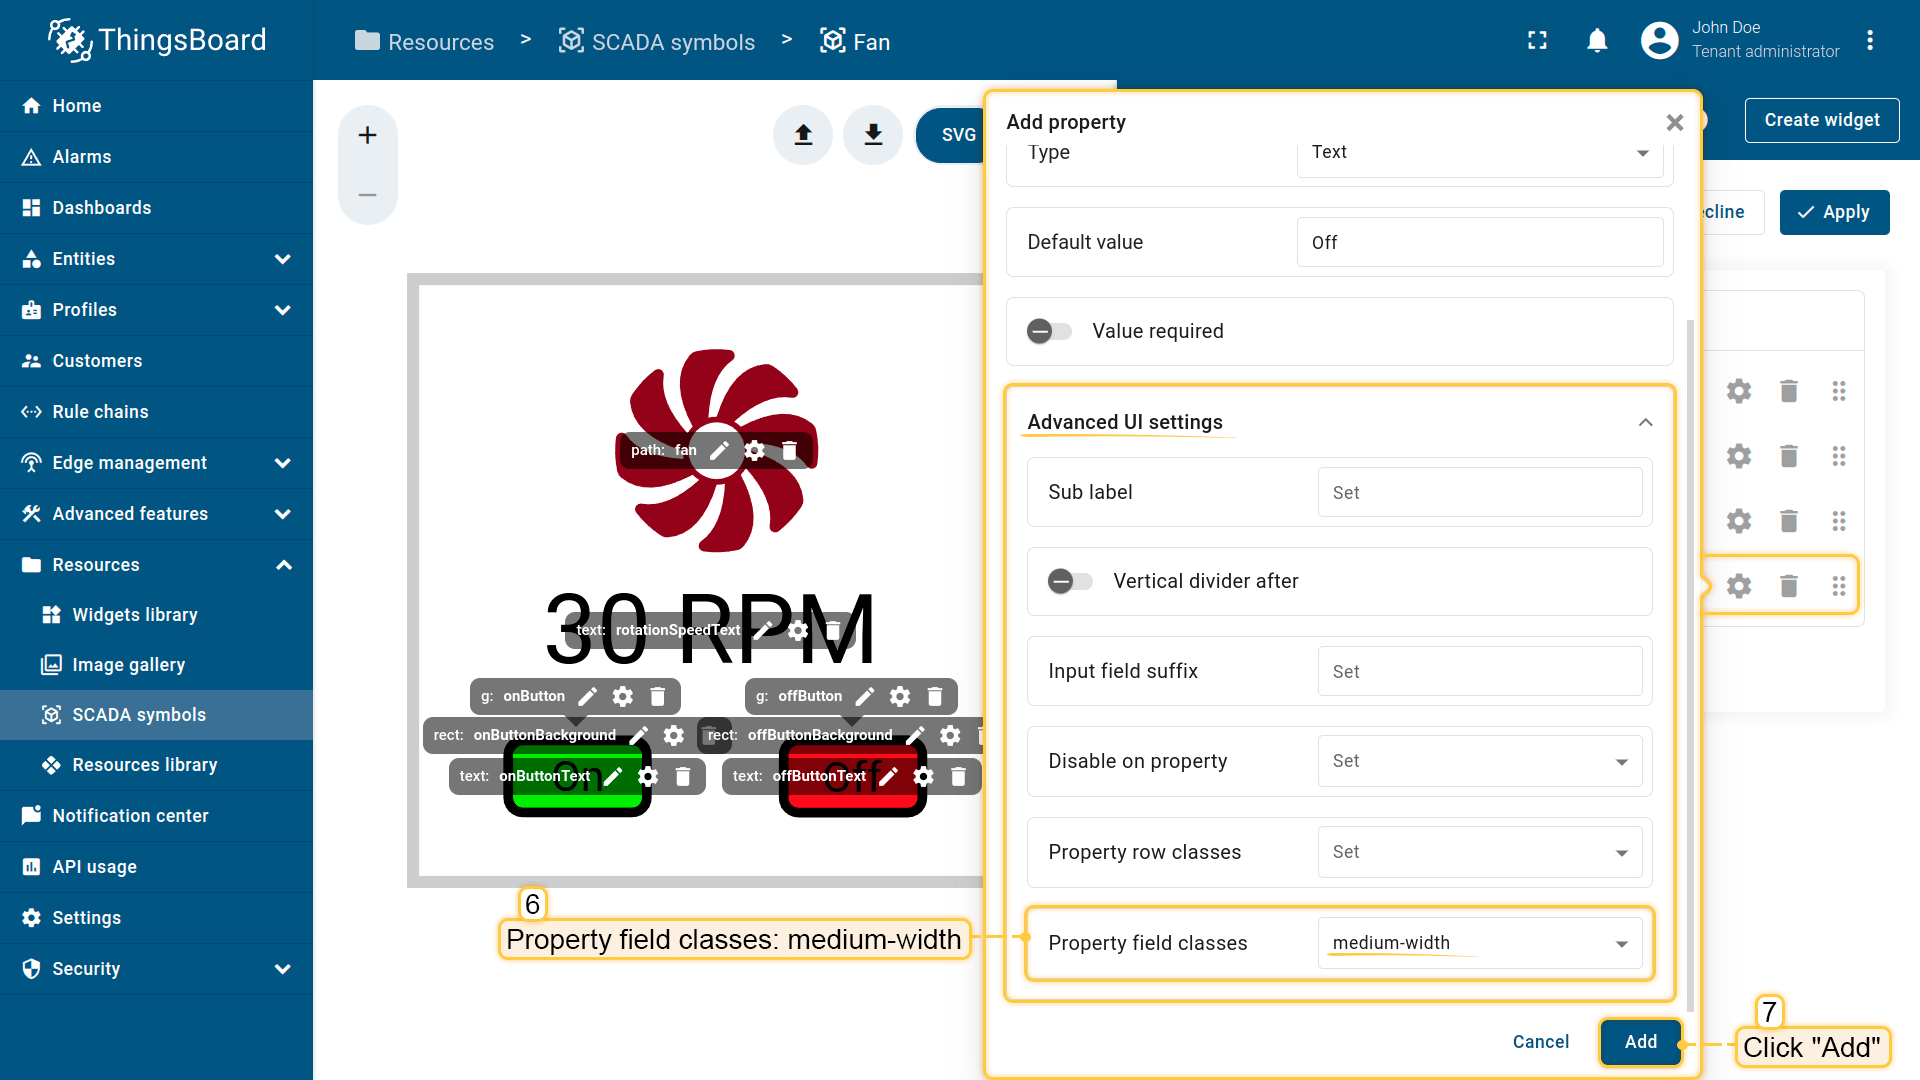 ThingsBoard
Resources > SCADA symbols > Fan
John Doe
Tenant administrator
Home
Alarms
Dashboards
Entities
Profiles
Customers
Rule chains
Edge management
Advanced features
Resources
Widgets library
Image gallery
SCADA symbols
Resources library
Notification center
API usage
Settings
Security
SVG
Create widget
cline
Apply
path: fan
30 RPM
text: rotationSpeedText
g: onButton
g: offButton
rect: onButtonBackground
rect: offButtonBackground
On
text: onButtonText
Off
text: offButtonText
Add property
Type
Text
Default value
Off
Value required
Advanced UI settings
Sub label
Set
Vertical divider after
Input field suffix
Set
Disable on property
Set
Property row classes
Set
Property field classes
medium-width
Cancel
Add
6
Property field classes: medium-width
7
Click "Add"